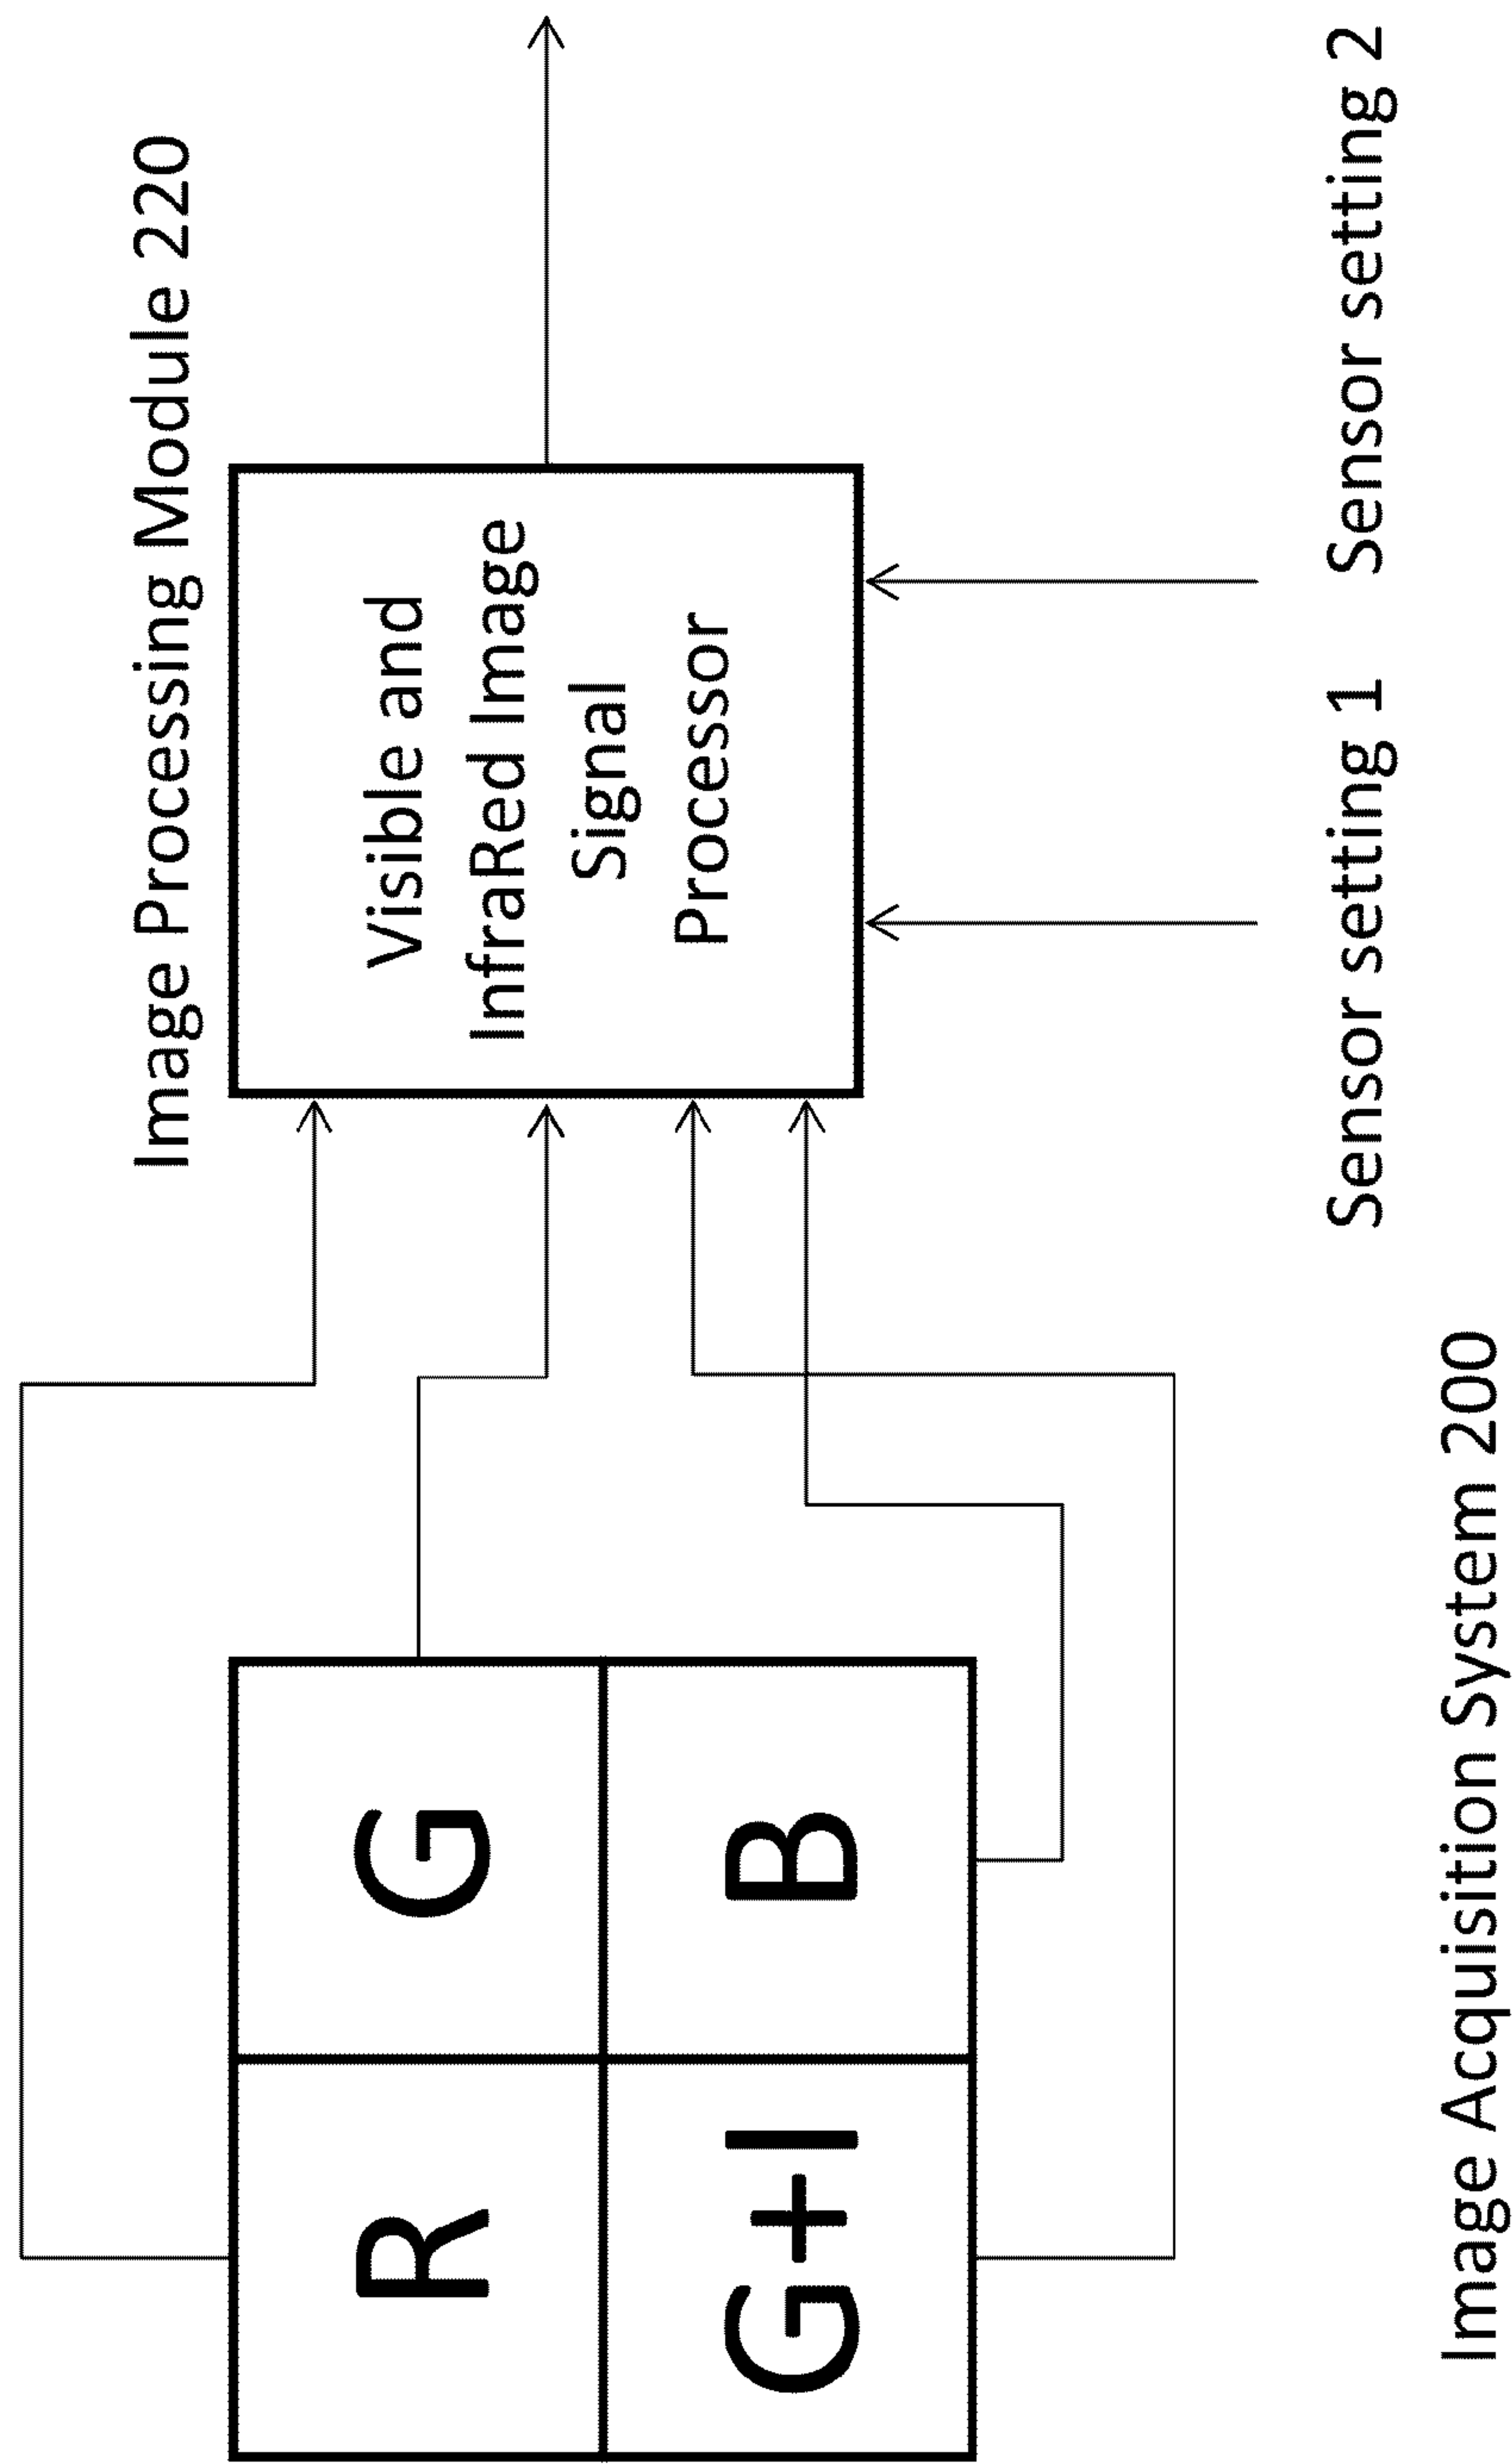 Image Processing Module 220
R
G
G+I
B
Visible and
InfraRed Image
Signal
Processor
Sensor setting 1
Sensor setting 2
Image Acquisition System 200